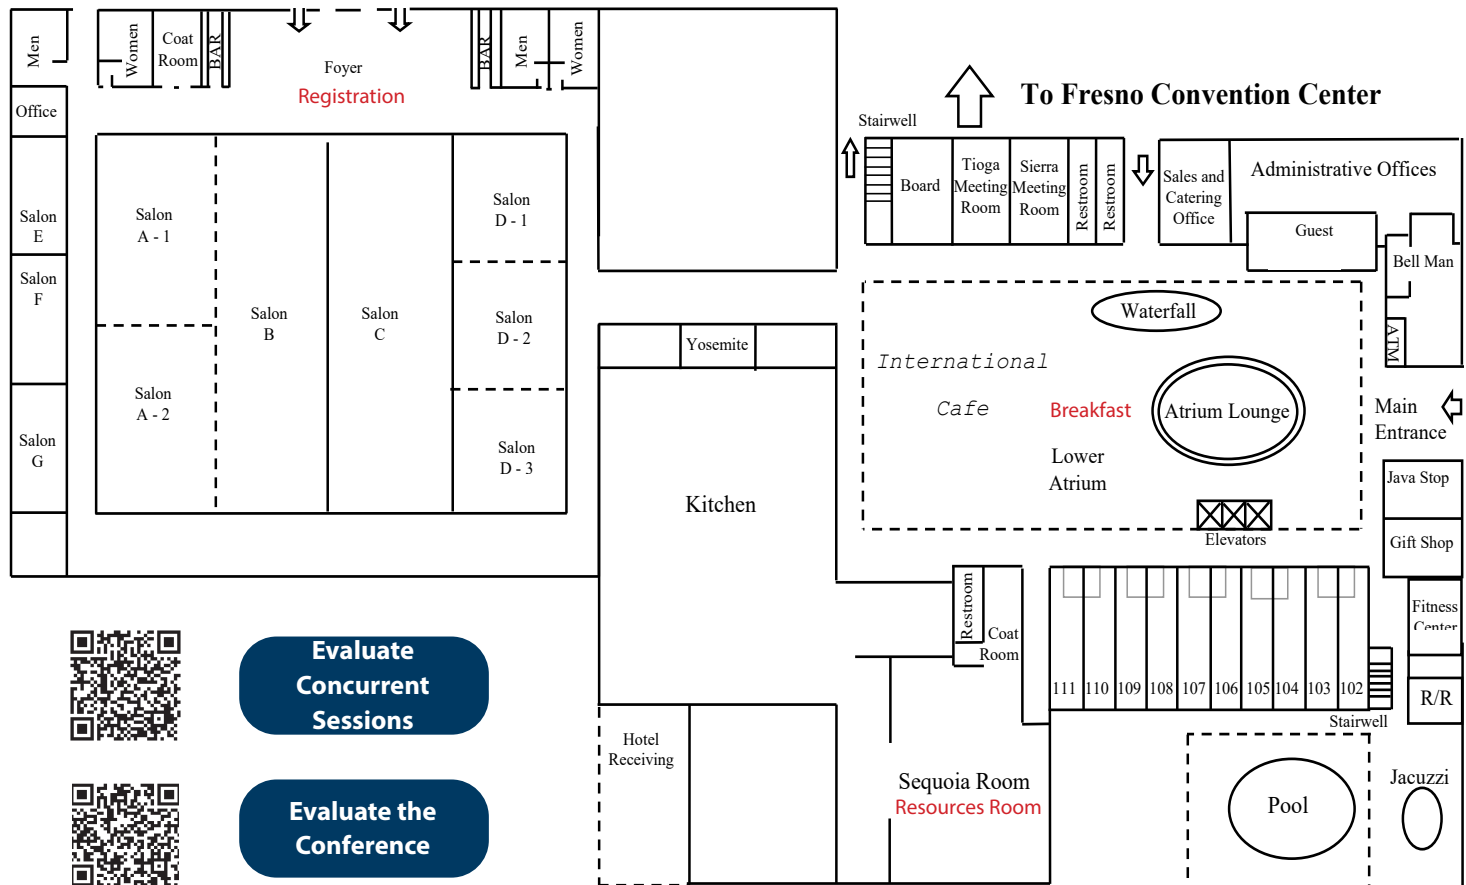 Men
Women
Coat
Room
BAR
Foyer
Registration
BAR
Men
Women
Office
To Fresno Convention Center
Stairwell
Board
Tioga
Meeting
Room
Sierra
Meeting
Room
Restroom
Restroom
Sales and
Catering
Office
Administrative Offices
Guest
Bell Man
ATM
Salon
E
Salon
F
Salon
G
Salon
A - 1
Salon
A - 2
Salon
B
Salon
C
Salon
D - 1
Salon
D - 2
Salon
D - 3
Yosemite
Kitchen
Waterfall
International
Cafe
Breakfast
Atrium Lounge
Lower
Atrium
Elevators
Main
Entrance
Java Stop
Gift Shop
Fitness
Center
R/R
Restroom
Coat
Room
111 110 109 108 107 106 105 104 103 102
Stairwell
Hotel
Receiving
Sequoia Room
Resources Room
Pool
Jacuzzi
Evaluate
Concurrent
Sessions
Evaluate the
Conference